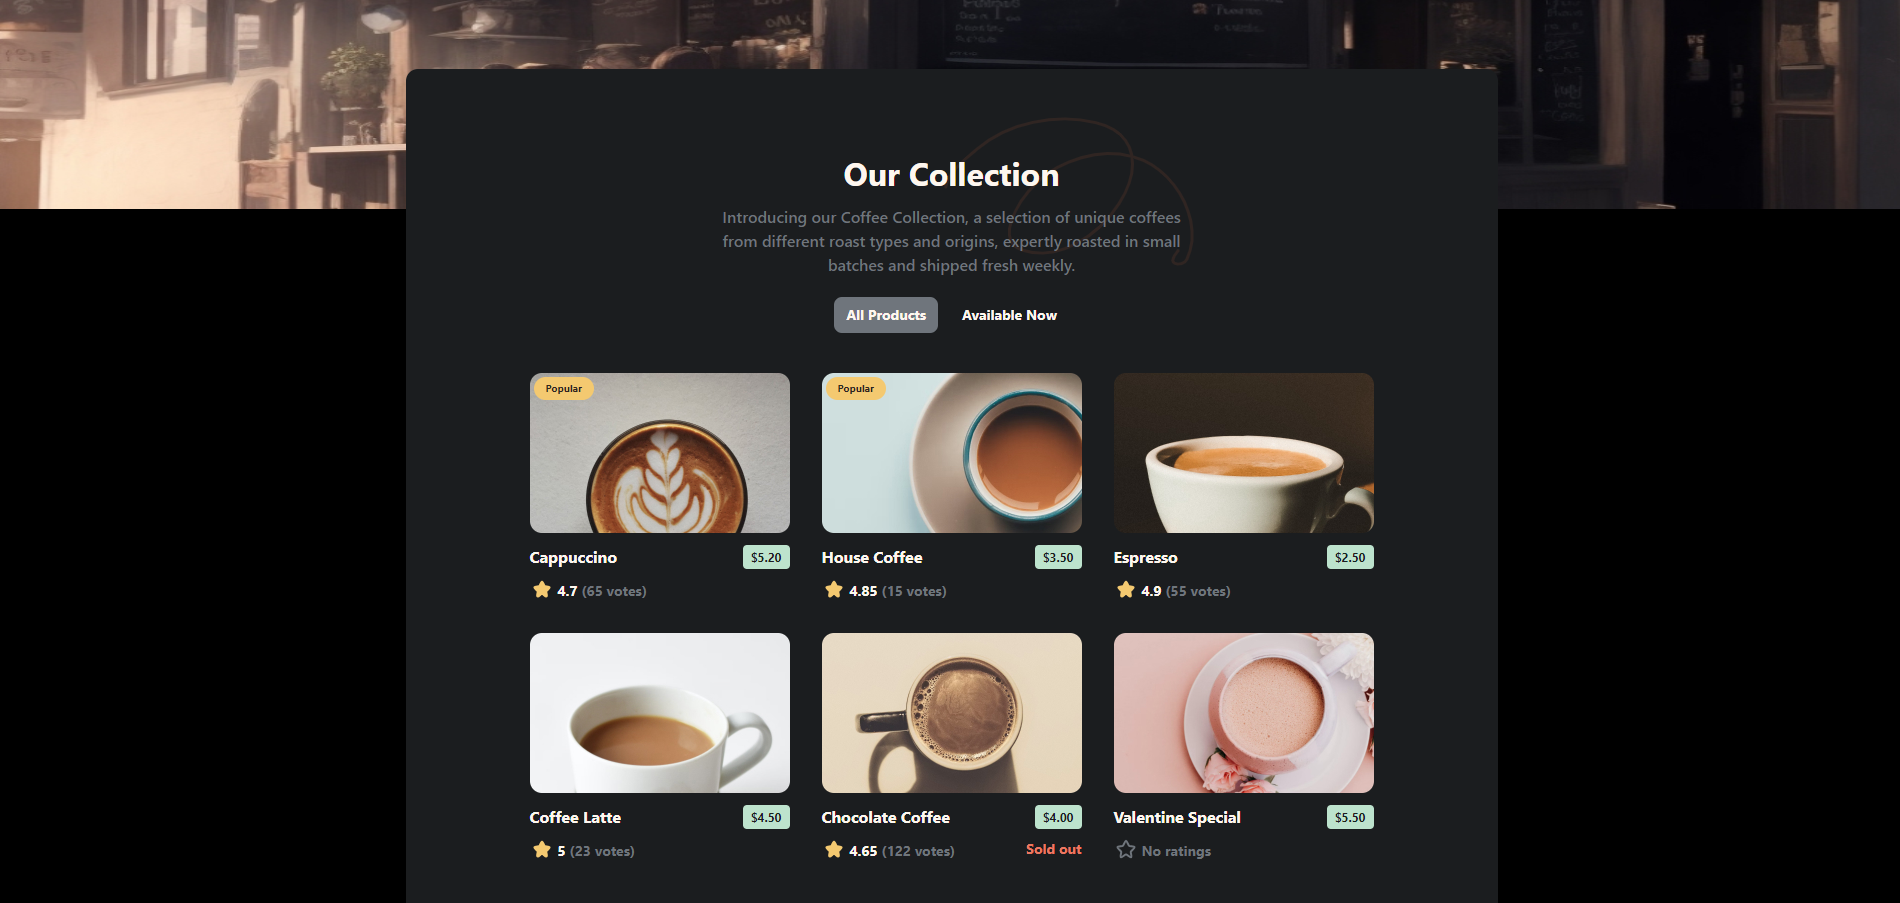 Our Collection
Introducing our Coffee Collection, a selection of unique coffees
from different roast types and origins, expertly roasted in small
batches and shipped fresh weekly.
All Products
Available Now
Popular
Popular
Cappuccino $5.20
4.7 (65 votes)
House Coffee $3.50
4.85 (15 votes)
Espresso $2.50
4.9 (55 votes)
Coffee Latte $4.50
5 (23 votes)
Chocolate Coffee $4.00
4.65 (122 votes) Sold out
Valentine Special $5.50
No ratings